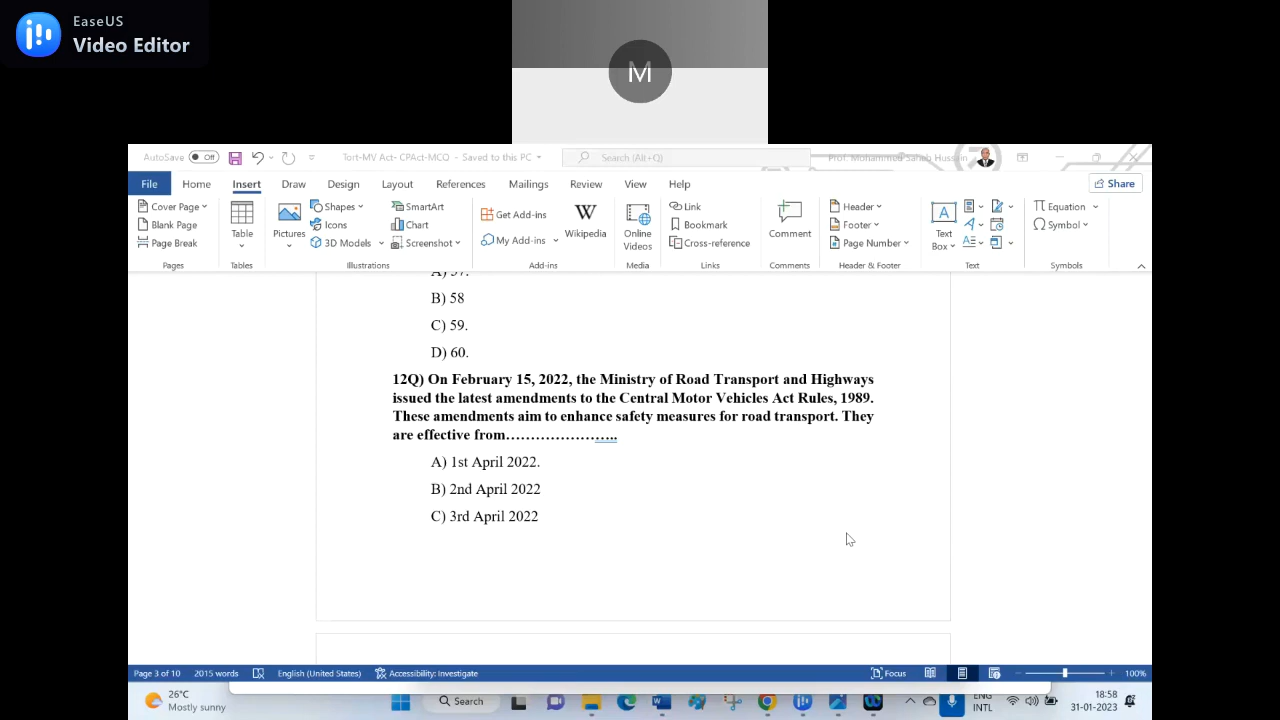 EaseUS
Video Editor
M
AutoSave Off Tort-MV Act- CPAct-MCQ - Saved to this PC Search (Alt+Q) Prof. Mohammed Saheb Hussain
File Home Insert Draw Design Layout References Mailings Review View Help Share
Cover Page Blank Page Page Break
Pages
Table
Tables
Pictures Shapes Icons 3D Models SmartArt Chart Screenshot
Illustrations
Get Add-ins My Add-ins Wikipedia
Add-ins
Online Videos
Media
Link Bookmark Cross-reference
Links
Comment
Comments
Header Footer Page Number
Header & Footer
Text Box
Text
Equation Symbol
Symbols
A) 57.
B) 58
C) 59.
D) 60.
12Q) On February 15, 2022, the Ministry of Road Transport and Highways
issued the latest amendments to the Central Motor Vehicles Act Rules, 1989.
These amendments aim to enhance safety measures for road transport. They
are effective from…………………..
A) 1st April 2022.
B) 2nd April 2022
C) 3rd April 2022
Page 3 of 10 2015 words English (United States) Accessibility: Investigate Focus 100%
26°C
Mostly sunny
Search
ENG
INTL
18:58
31-01-2023